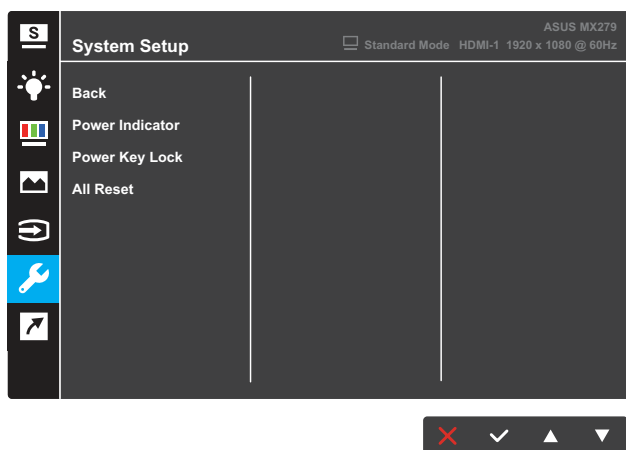 S
System Setup
ASUS MX279
Standard Mode HDMI-1 1920 x 1080 @ 60Hz
Back
Power Indicator
Power Key Lock
All Reset